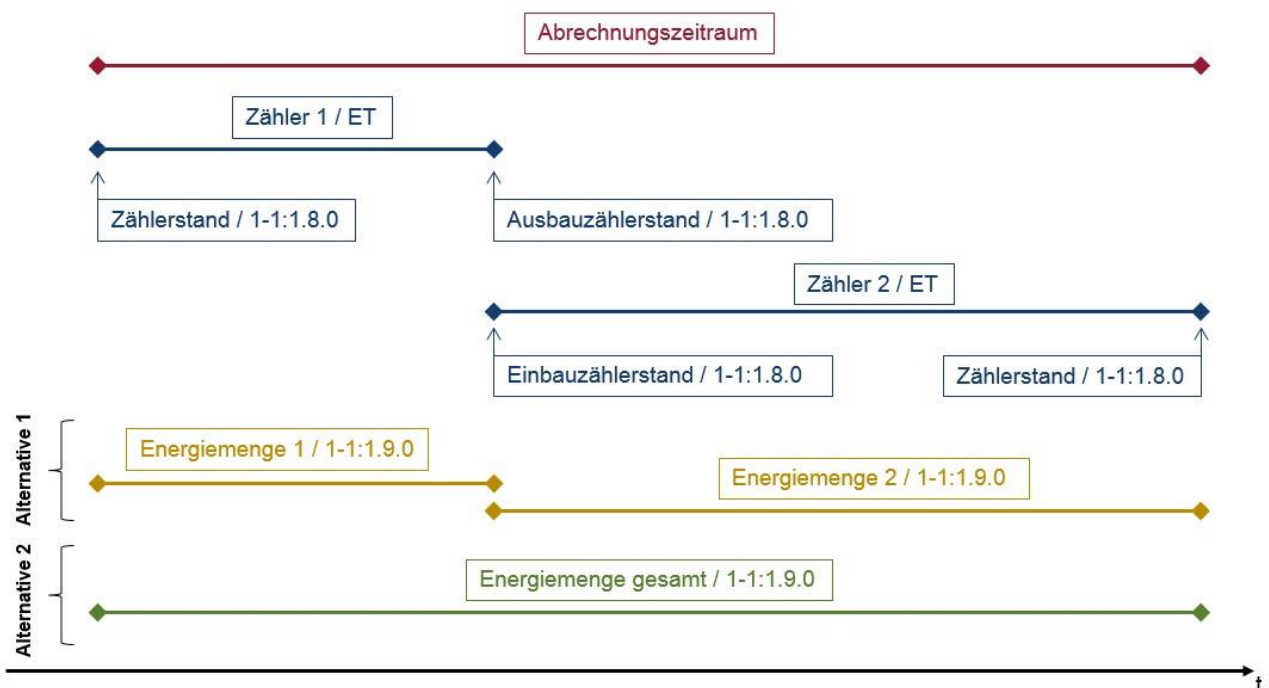 Abrechnungszeitraum
Zähler 1 / ET
Zählerstand / 1-1:1.8.0
Ausbauzählerstand / 1-1:1.8.0
Zähler 2 / ET
Einbauzählerstand / 1-1:1.8.0
Zählerstand / 1-1:1.8.0
Alternative 1
Energiemenge 1 / 1-1:1.9.0
Energiemenge 2 / 1-1:1.9.0
Alternative 2
Energiemenge gesamt / 1-1:1.9.0
t